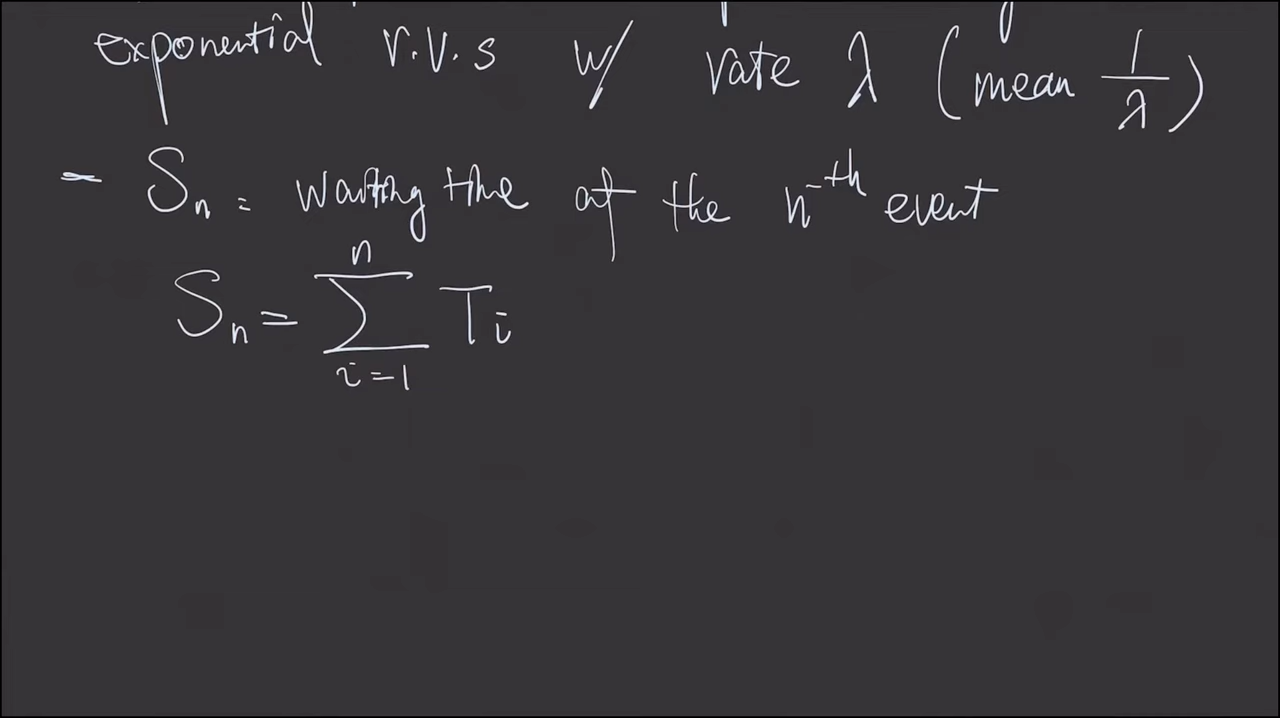 exponential r.v.s w/ rate λ (mean 1/λ)
- Sn = waiting time of the n-th event
Sn = ∑_{i=1}^{n} Ti